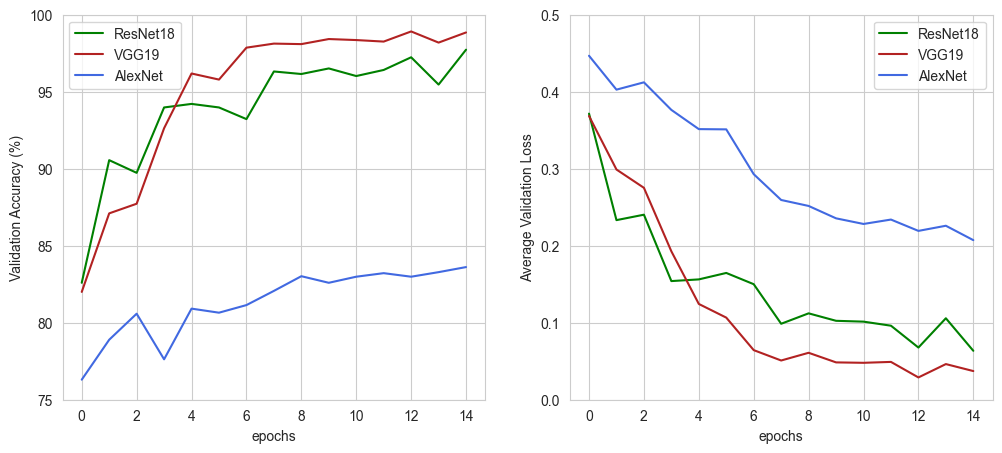 100
95
90
85
80
75
Validation Accuracy (%)
ResNet18
VGG19
AlexNet
0 2 4 6 8 10 12 14
epochs
0.5
0.4
0.3
0.2
0.1
0.0
Average Validation Loss
ResNet18
VGG19
AlexNet
0 2 4 6 8 10 12 14
epochs